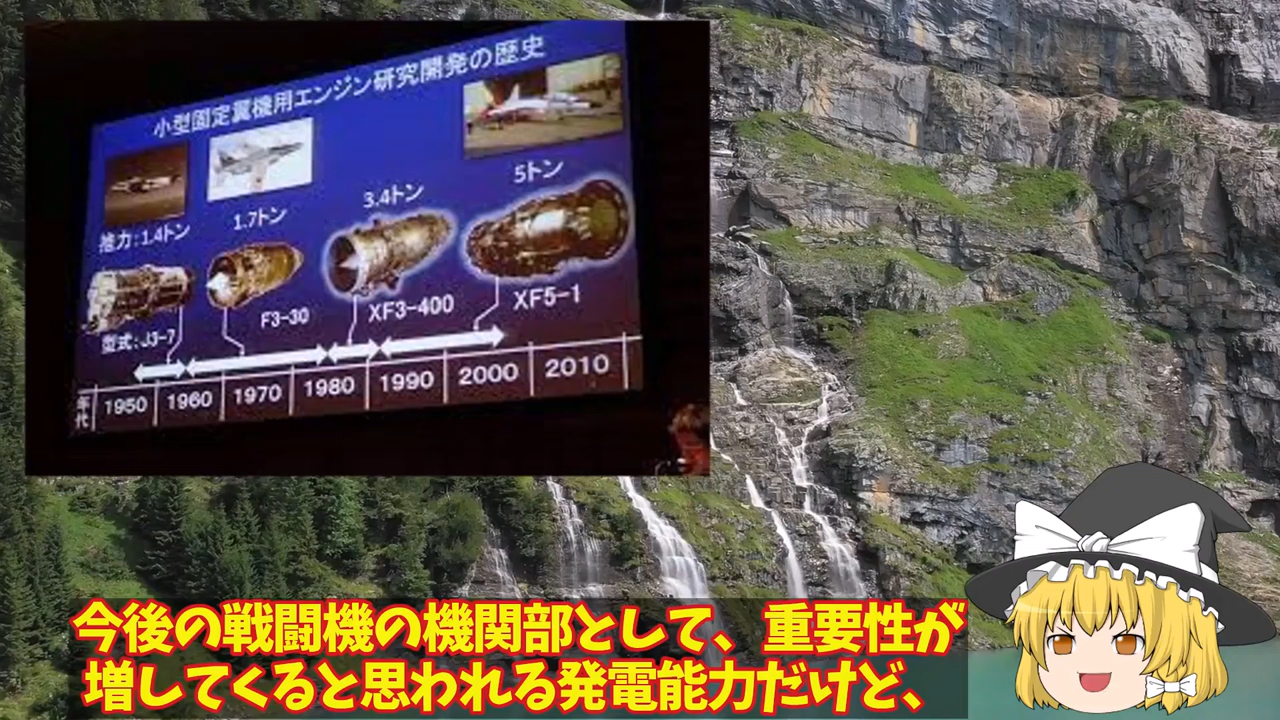 小型固定翼機用エンジン研究開発の歴史
推力:1.4トン
1.7トン
3.4トン
5トン
型式:J3-7
F3-30
XF3-400
XF5-1
年代
1950
1960
1970
1980
1990
2000
2010
今後の戦闘機の機関部として、重要性が
増してくると思われる発電能力だけど、